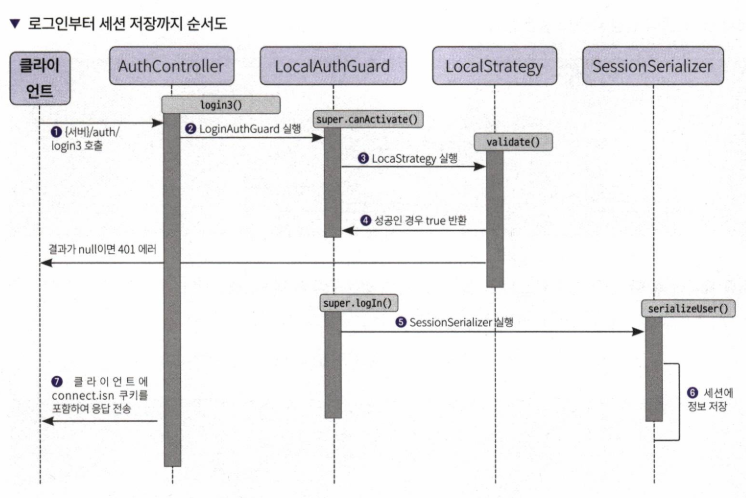 ▼ 로그인부터 세션 저장까지 순서도
클라이
언트
AuthController
LocalAuthGuard
LocalStrategy
SessionSerializer
login3()
super.canActivate()
validate()
❶ {서버}/auth/
login3 호출
❷ LoginAuthGuard 실행
❸ LocaStrategy 실행
❹ 성공인 경우 true 반환
결과가 null이면 401 에러
super.logIn()
serializeUser()
❺ SessionSerializer 실행
❻ 세션에
정보 저장
❼ 클라이언트에
connect.isn 쿠키를
포함하여 응답 전송